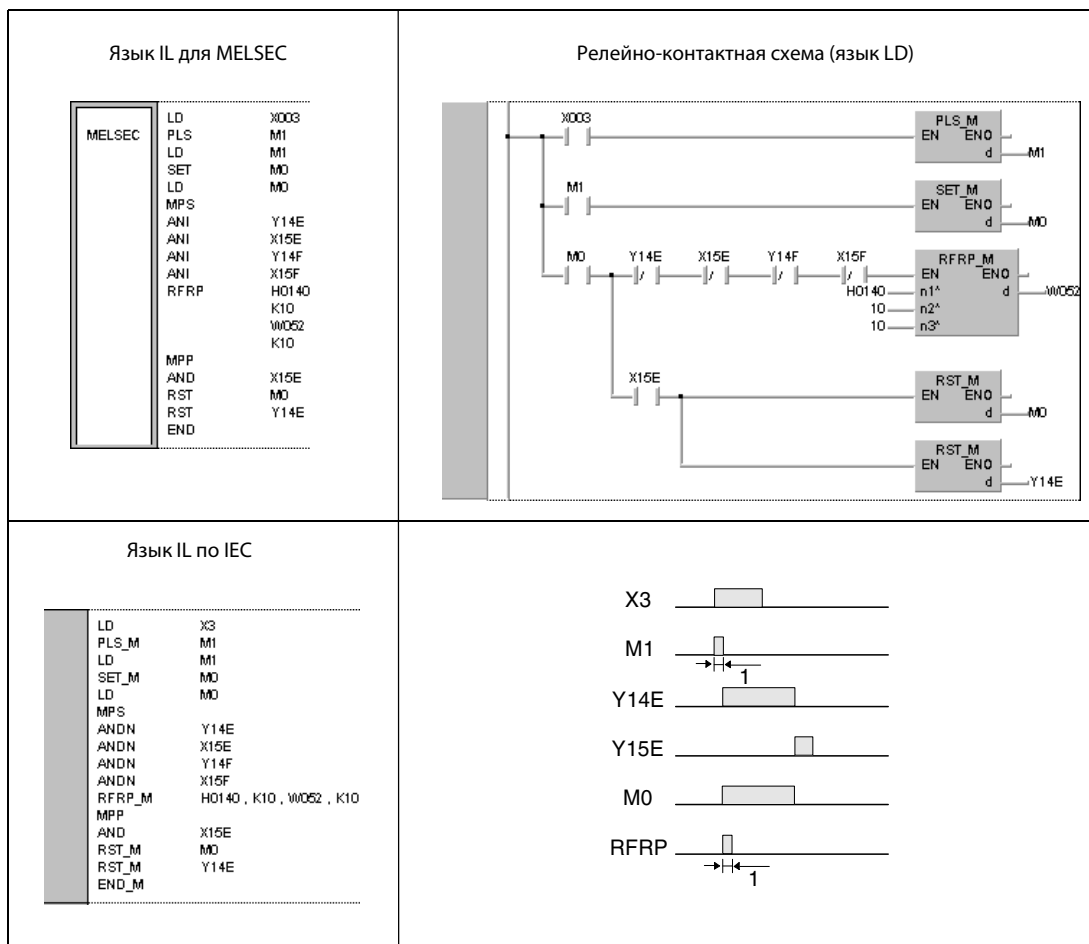 Язык IL для MELSEC
MELSEC
LD X003
PLS M1
LD M1
SET M0
LD M0
MPS
ANI Y14E
ANI X15E
ANI Y14F
ANI X15F
RFRP H0140
K10
W052
K10
MPP
AND X15E
RST M0
RST Y14E
END
Релейно-контактная схема (язык LD)
X003
PLS_M
EN ENO
d M1
M1
SET_M
EN ENO
d M0
M0 Y14E X15E Y14F X15F
RFRP_M
EN ENO
H0140 n1* d W052
10 n2*
10 n3*
X15E
RST_M
EN ENO
d M0
RST_M
EN ENO
d Y14E
Язык IL по IEC
LD X3
PLS_M M1
LD M1
SET_M M0
LD M0
MPS
ANDN Y14E
ANDN X15E
ANDN Y14F
ANDN X15F
RFRP_M H0140 , K10 , W052 , K10
MPP
AND X15E
RST_M M0
RST_M Y14E
END_M
X3
M1
1
Y14E
Y15E
M0
RFRP
1